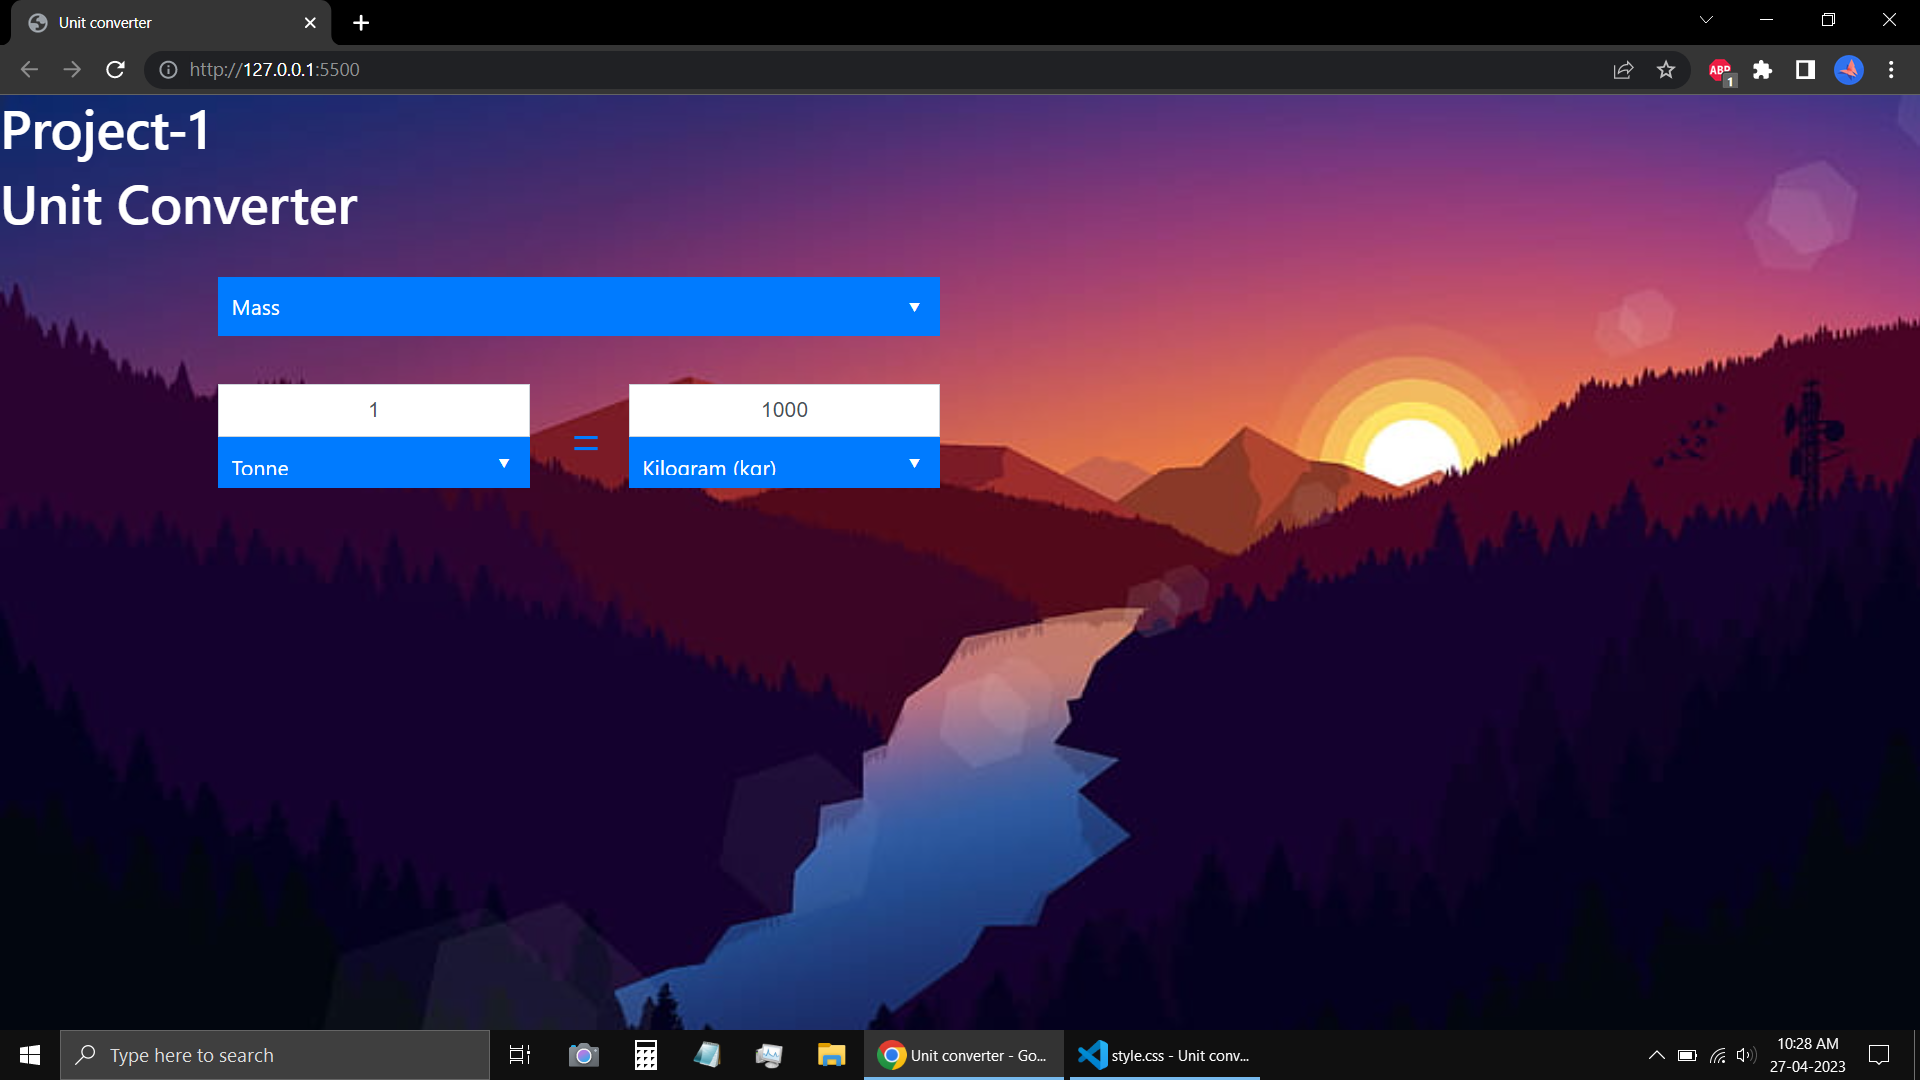 Unit converter
http://127.0.0.1:5500
ABP
1
Project-1
Unit Converter
Mass
1
1000
=
Tonne
Kilogram (kgr)
Type here to search
Unit converter - Go...
style.css - Unit conv...
10:28 AM
27-04-2023